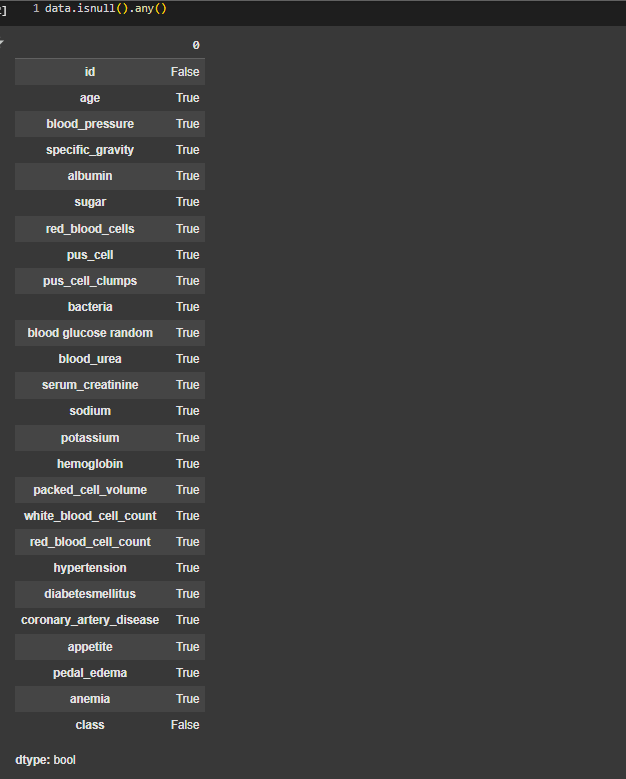 2] 1 data.isnull().any()
0
id False
age True
blood_pressure True
specific_gravity True
albumin True
sugar True
red_blood_cells True
pus_cell True
pus_cell_clumps True
bacteria True
blood glucose random True
blood_urea True
serum_creatinine True
sodium True
potassium True
hemoglobin True
packed_cell_volume True
white_blood_cell_count True
red_blood_cell_count True
hypertension True
diabetesmellitus True
coronary_artery_disease True
appetite True
pedal_edema True
anemia True
class False
dtype: bool